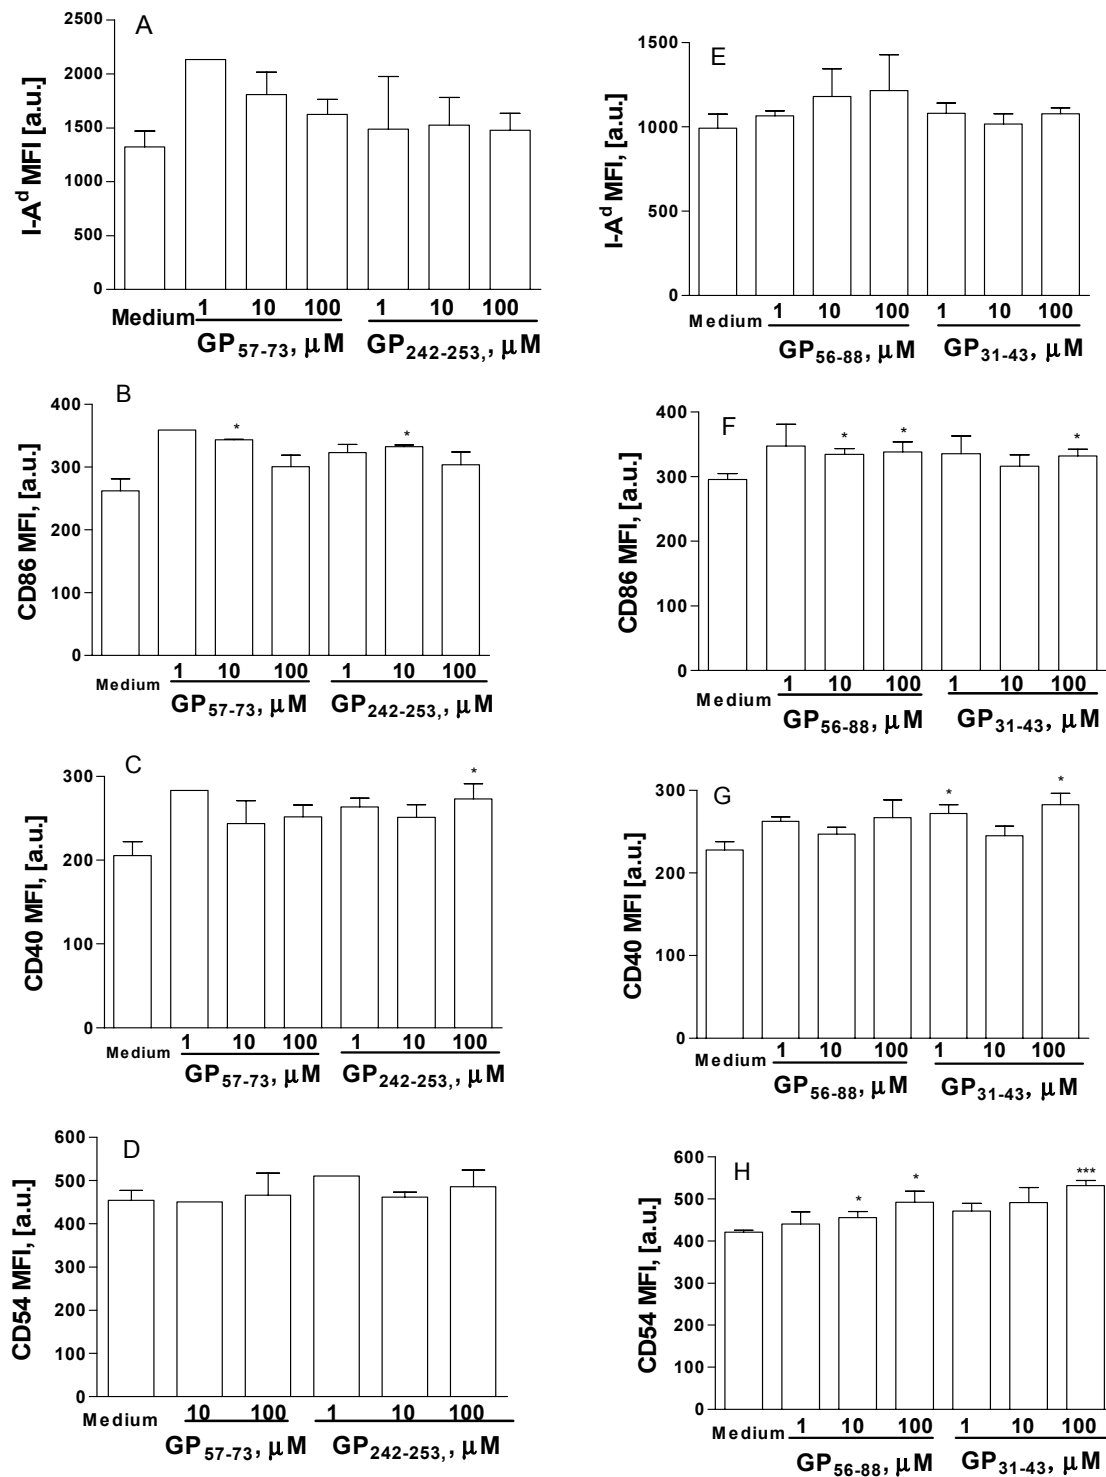 A
I-Aᵈ MFI [a.u.]
2500
2000
1500
1000
500
0
Medium 1 10 100 1 10 100
GP₅₇₋₇₃, μM GP₂₄₂₋₂₅₃,, μM
E
I-Aᵈ MFI, [a.u.]
1500
1000
500
0
Medium 1 10 100 1 10 100
GP₅₆₋₈₈, μM GP₃₁₋₄₃, μM
B
CD86 MFI, [a.u.]
400
300
200
100
0
* *
Medium 1 10 100 1 10 100
GP₅₇₋₇₃, μM GP₂₄₂₋₂₅₃,, μM
F
CD86 MFI, [a.u.]
400
300
200
100
0
* * *
Medium 1 10 100 1 10 100
GP₅₆₋₈₈, μM GP₃₁₋₄₃, μM
C
CD40 MFI, [a.u.]
300
200
100
0
*
Medium 1 10 100 1 10 100
GP₅₇₋₇₃, μM GP₂₄₂₋₂₅₃,, μM
G
CD40 MFI [a.u.]
300
200
100
0
* *
Medium 1 10 100 1 10 100
GP₅₆₋₈₈, μM GP₃₁₋₄₃, μM
D
CD54 MFI, [a.u.]
600
500
400
300
200
100
0
Medium 10 100 1 10 100
GP₅₇₋₇₃, μM GP₂₄₂₋₂₅₃,, μM
H
CD54 MFI, [a.u.]
600
500
400
300
200
100
0
* * ***
Medium 1 10 100 1 10 100
GP₅₆₋₈₈, μM GP₃₁₋₄₃, μM